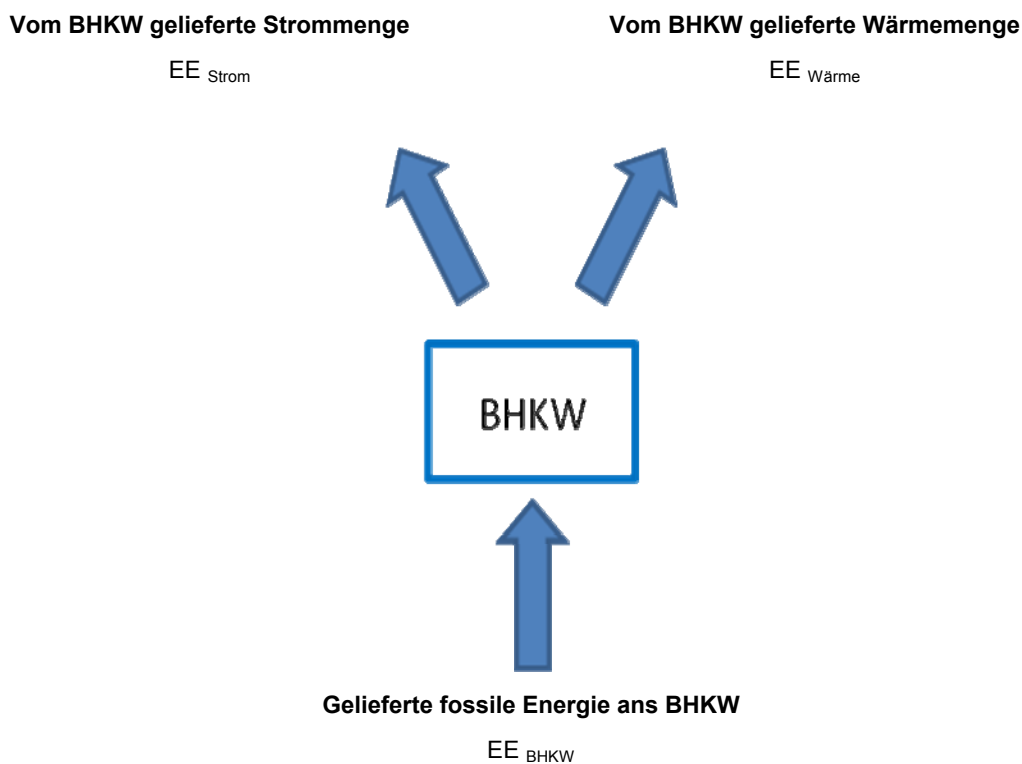 Vom BHKW gelieferte Strommenge
Vom BHKW gelieferte Wärmemenge
EE Strom
EE Wärme
BHKW
Gelieferte fossile Energie ans BHKW
EE BHKW